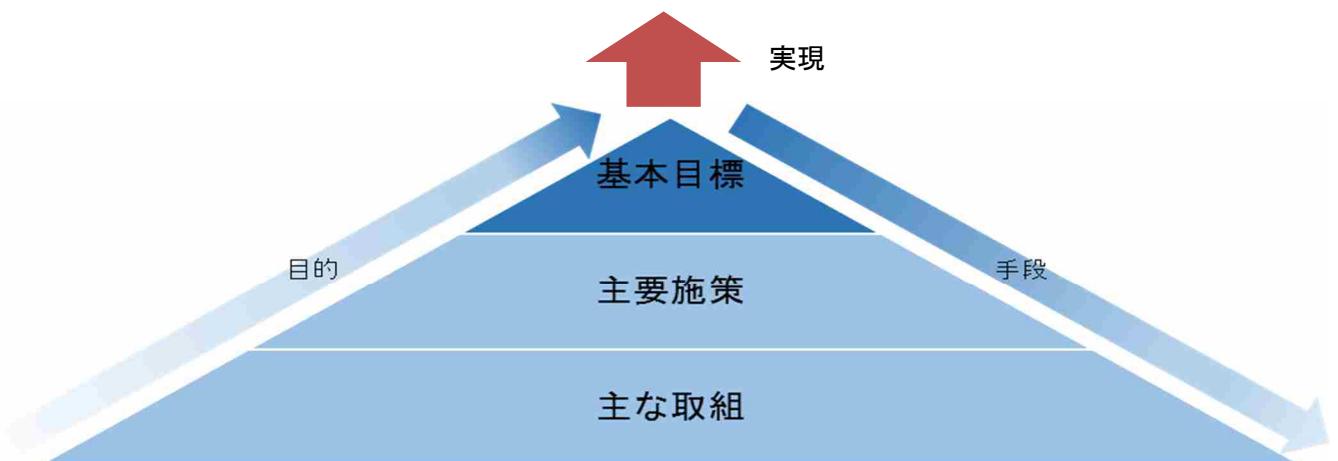 実現
基本目標
目的
手段
主要施策
主な取組